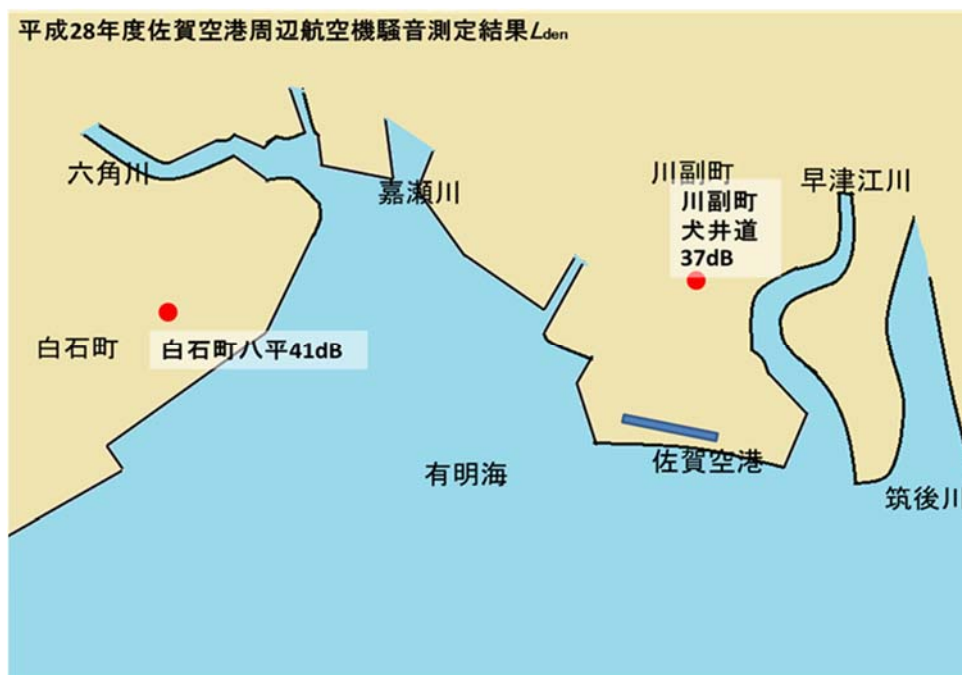 平成28年度佐賀空港周辺航空機騒音測定結果Lden
六角川
嘉瀬川
川副町
早津江川
川副町
犬井道
37dB
白石町
白石町八平41dB
有明海
佐賀空港
筑後川